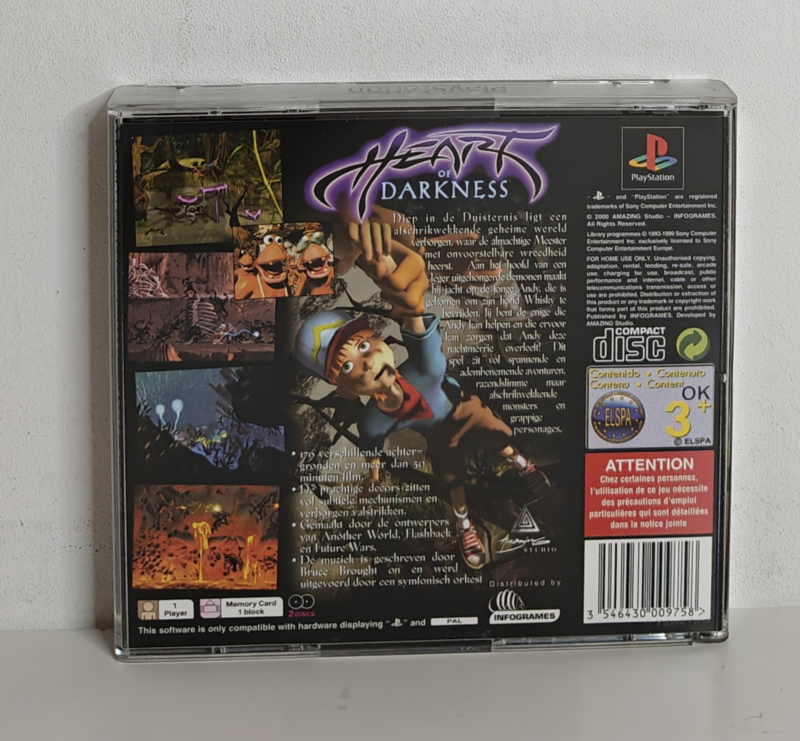 PlayStation
HEART
OF
DARKNESS
Diep in de Duisternis ligt een
afschrikwekkende geheime wereld
verborgen, waar de almachtige Meester
met onvoorstelbare wreedheid
heerst. Aan het hoofd van een
leger uitgehongerde demonen maakt
hij jacht op de jonge Andy, die is
gekomen om zijn hond Whisky te
bevrijden. Jij bent de enige die
Andy kan helpen en die ervoor
kan zorgen dat Andy deze
nachtmerrie overleeft! Dit
spel zit vol spannende en
adembenemende avonturen,
razendslimme maar
afschrikwekkende
monsters en
grappige
personages.
• 176 verschillende achter-
gronden en meer dan 30
minuten film.
• De prachtige decors zitten
vol subtiele mechanismen en
verborgen valstrikken.
• Gemaakt door de ontwerpers
van Another World, Flashback
en Future Wars.
• De muziek is geschreven door
Bruce Brought on en werd
uitgevoerd door een symfonisch orkest
Amazing
STUDIO
Distributed by
INFOGRAMES
1
Player
Memory Card
1 block
2 DISCS
This software is only compatible with hardware displaying "PS" and
PAL
PlayStation
"PS" and "PlayStation" are registered
trademarks of Sony Computer Entertainment Inc.
© 2000 AMAZING Studio – INFOGRAMES.
All Rights Reserved.
Library programmes © 1993-1999 Sony Computer
Entertainment Inc. exclusively licensed to Sony
Computer Entertainment Europe.
FOR HOME USE ONLY. Unauthorised copying,
adaptation, rental, lending, re-sale, arcade
use, charging for use, broadcast, public
performance and internet, cable or other
telecommunications transmission, access or
use are prohibited. Distribution or extraction of
this product or any trademark or copyright work
that forms part of this product are prohibited.
Published by INFOGRAMES. Developed by
AMAZING Studio.
COMPACT
disc
Contenido • Contenuto
Contenu • Content
ELSPA
OK
3+
© ELSPA
ATTENTION
Chez certaines personnes,
l'utilisation de ce jeu nécessite
des précautions d'emploi
particulières qui sont détaillées
dans la notice jointe
3 546430 009758 >